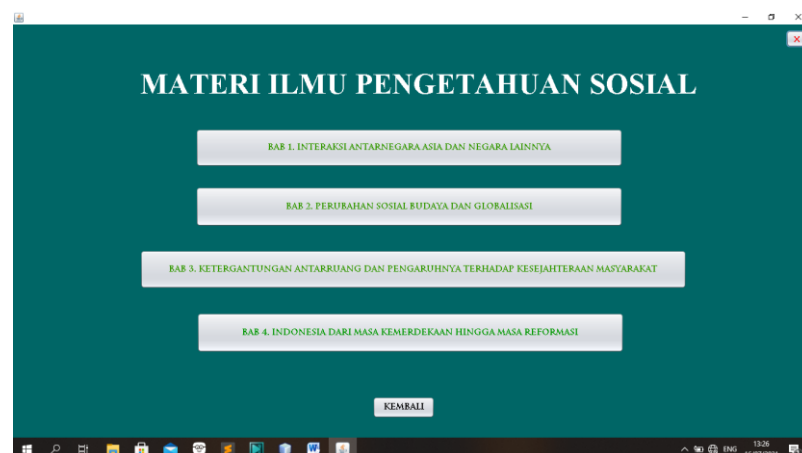 MATERI ILMU PENGETAHUAN SOSIAL
BAB 1. INTERAKSI ANTARNEGARA ASIA DAN NEGARA LAINNYA
BAB 2. PERUBAHAN SOSIAL BUDAYA DAN GLOBALISASI
BAB 3. KETERGANTUNGAN ANTARRUANG DAN PENGARUHNYA TERHADAP KESEJAHTERAAN MASYARAKAT
BAB 4. INDONESIA DARI MASA KEMERDEKAAN HINGGA MASA REFORMASI
KEMBALI
ENG
13:26